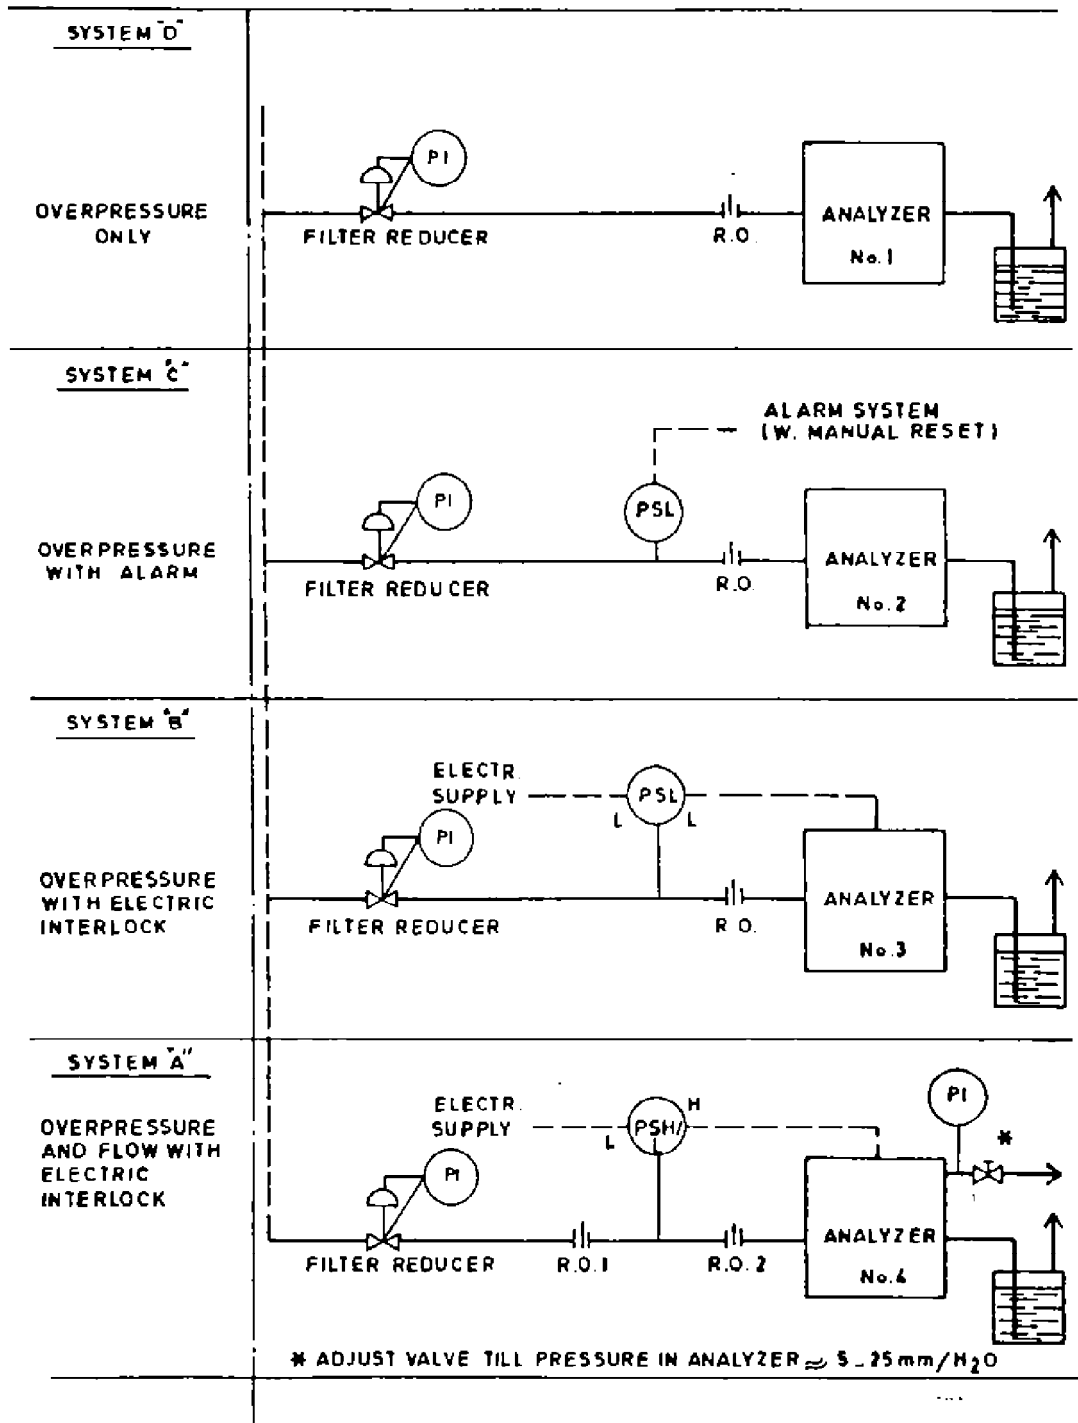 SYSTEM "D"
PI
OVERPRESSURE
ONLY
FILTER REDUCER
R.O.
ANALYZER
No.1
SYSTEM "C"
ALARM SYSTEM
(W. MANUAL RESET)
PI
PSL
OVERPRESSURE
WITH ALARM
FILTER REDUCER
R.O.
ANALYZER
No.2
SYSTEM "B"
ELECTR.
SUPPLY
PSL
L L
PI
OVERPRESSURE
WITH ELECTRIC
INTERLOCK
FILTER REDUCER
R.O.
ANALYZER
No.3
SYSTEM "A"
OVERPRESSURE
AND FLOW WITH
ELECTRIC
INTERLOCK
ELECTR.
SUPPLY
L
PSH/
L
H
PI
*
PI
FILTER REDUCER
R.O.1
R.O.2
ANALYZER
No.4
* ADJUST VALVE TILL PRESSURE IN ANALYZER ≈ 5-25mm/H2O